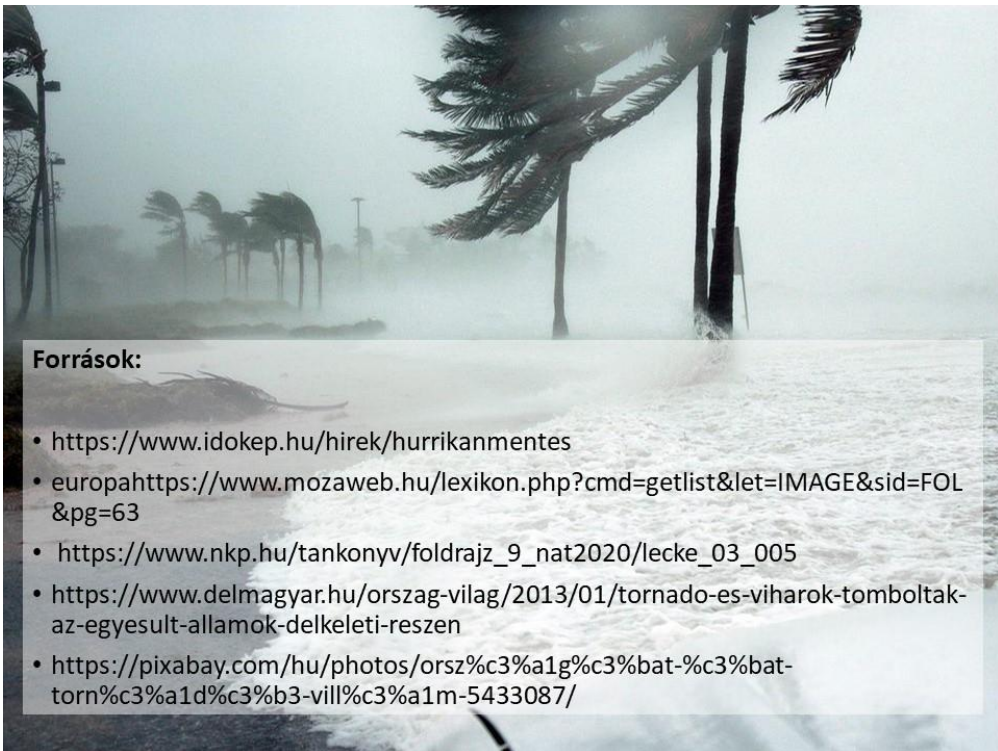 Források:
• https://www.idokep.hu/hirek/hurrikanmentes
• europahttps://www.mozaweb.hu/lexikon.php?cmd=getlist&let=IMAGE&sid=FOL
&pg=63
• https://www.nkp.hu/tankonyv/foldrajz_9_nat2020/lecke_03_005
• https://www.delmagyar.hu/orszag-vilag/2013/01/tornado-es-viharok-tomboltak-
az-egyesult-allamok-delkeleti-reszen
• https://pixabay.com/hu/photos/orsz%c3%a1g%c3%bat-%c3%bat-
torn%c3%a1d%c3%b3-vill%c3%a1m-5433087/